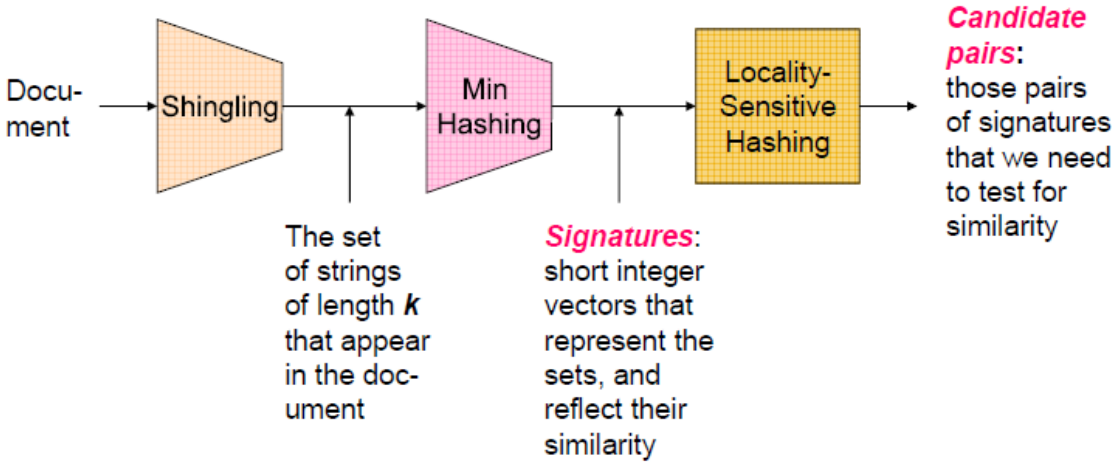 Docu-
ment
Shingling
The set
of strings
of length k
that appear
in the doc-
ument
Min
Hashing
Signatures:
short integer
vectors that
represent the
sets, and
reflect their
similarity
Locality-
Sensitive
Hashing
Candidate
pairs:
those pairs
of signatures
that we need
to test for
similarity